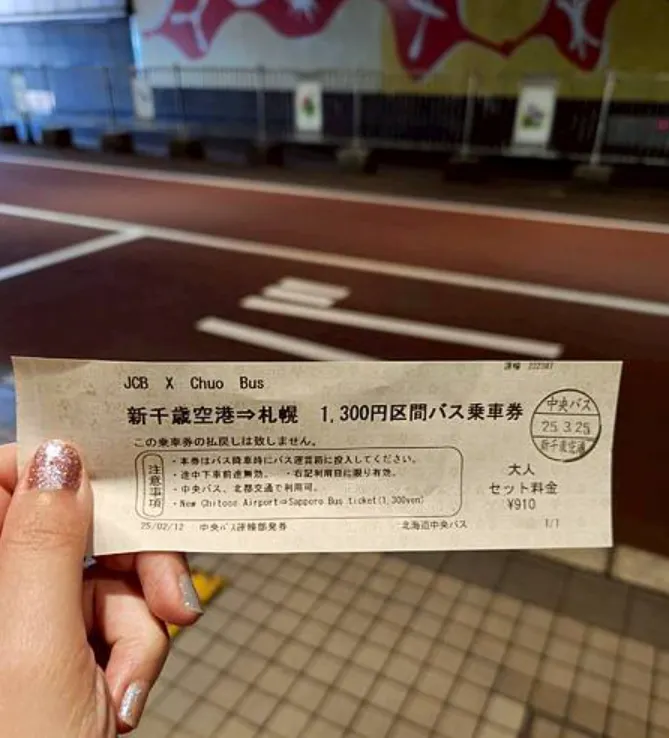 JCB X Chuo Bus
新千歳空港⇒札幌 1,300円区間バス乗車券
この乗車券の払戻しは致しません。
注意事項
・本券はバス降車時にバス運賃箱に投入してください。
・途中下車前途無効。 ・右記利用日に限り有効。
・中央バス、北都交通で利用可。
・New Chitose Airport⇒Sapporo Bus ticket(1,300yen)
中央バス
25.3.25
新千歳空港
大人
セット料金
¥910
25/02/12 中央バス運輸部発券 北海道中央バス 1/1